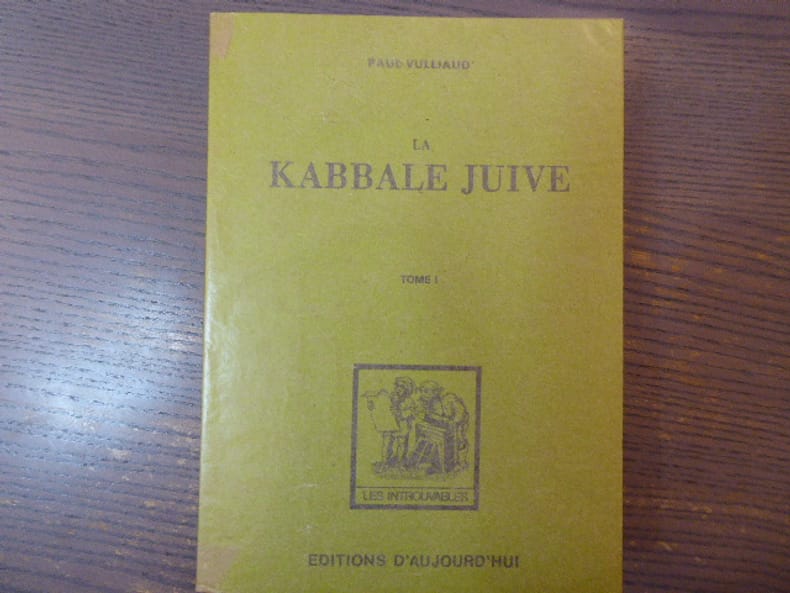 PAUL VULLIAUD
LA
KABBALE JUIVE
TOME I
LES INTROUVABLES
EDITIONS D'AUJOURD'HUI